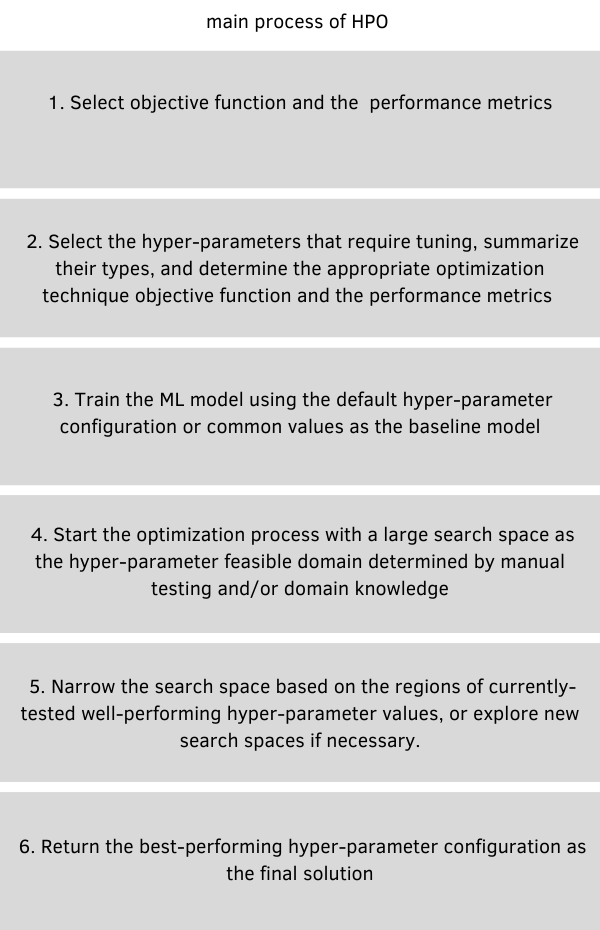 main process of HPO
1. Select objective function and the  performance metrics
2. Select the hyper-parameters that require tuning, summarize
their types, and determine the appropriate optimization
technique objective function and the performance metrics
3. Train the ML model using the default hyper-parameter
configuration or common values as the baseline model
4. Start the optimization process with a large search space as
the hyper-parameter feasible domain determined by manual
testing and/or domain knowledge
5. Narrow the search space based on the regions of currently-
tested well-performing hyper-parameter values, or explore new
search spaces if necessary.
6. Return the best-performing hyper-parameter configuration as
the final solution